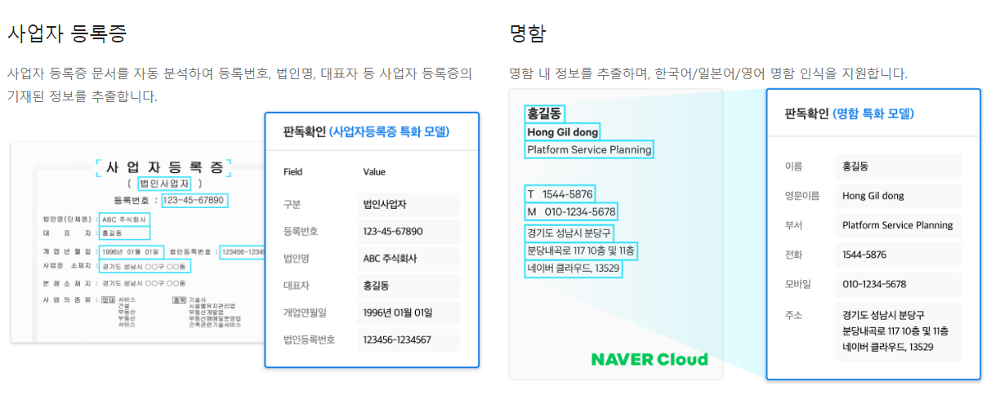 사업자 등록증
사업자 등록증 문서를 자동 분석하여 등록번호, 법인명, 대표자 등 사업자 등록증의
기재된 정보를 추출합니다.
사 업 자 등 록 증
( 법인사업자 )
등록번호 : 123-45-67890
법인명(단체명) : ABC 주식회사
대 표 자 : 홍길동
개 업 년 월 일 : 1996년 01월 01일 법인등록번호 : 123456-12345
사업장 소재지 : 경기도 성남시 ○○구 ○○동
본 점 소 재 지 : 경기도 성남시 ○○구 ○○동
사 업 의 종 류 : 업태 서비스 종목 기술사
건설 시설물유지관리업
부동산 부동산개발업
부동산 부동산매매및분양업
서비스 건축관련기술서비스
판독확인 (사업자등록증 특화 모델)
Field Value
구분 법인사업자
등록번호 123-45-67890
법인명 ABC 주식회사
대표자 홍길동
개업연월일 1996년 01월 01일
법인등록번호 123456-1234567
명함
명함 내 정보를 추출하며, 한국어/일본어/영어 명함 인식을 지원합니다.
홍길동
Hong Gil dong
Platform Service Planning
T 1544-5876
M 010-1234-5678
경기도 성남시 분당구
분당내곡로 117 10층 및 11층
네이버 클라우드, 13529
NAVER Cloud
판독확인 (명함 특화 모델)
이름 홍길동
영문이름 Hong Gil dong
부서 Platform Service Planning
전화 1544-5876
모바일 010-1234-5678
주소 경기도 성남시 분당구
분당내곡로 117 10층 및 11층
네이버 클라우드, 13529